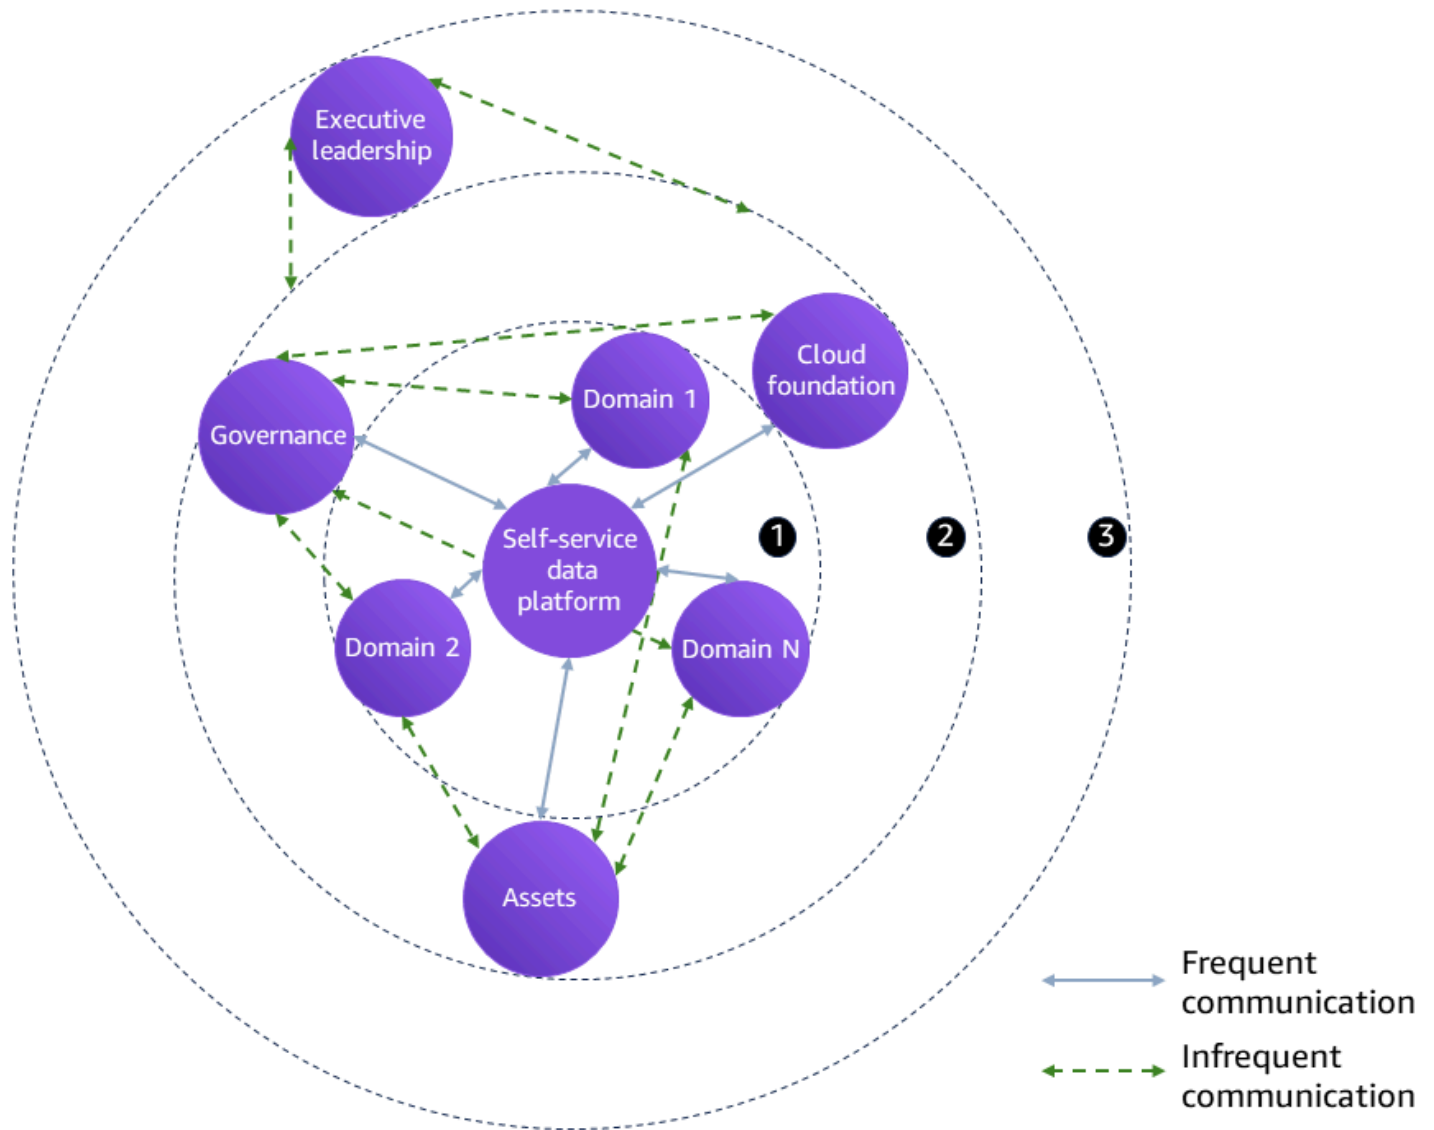 Executive
leadership
Cloud
foundation
Domain 1
Governance
Self-service
data
platform
1
2
3
Domain 2
Domain N
Assets
Frequent
communication
Infrequent
communication